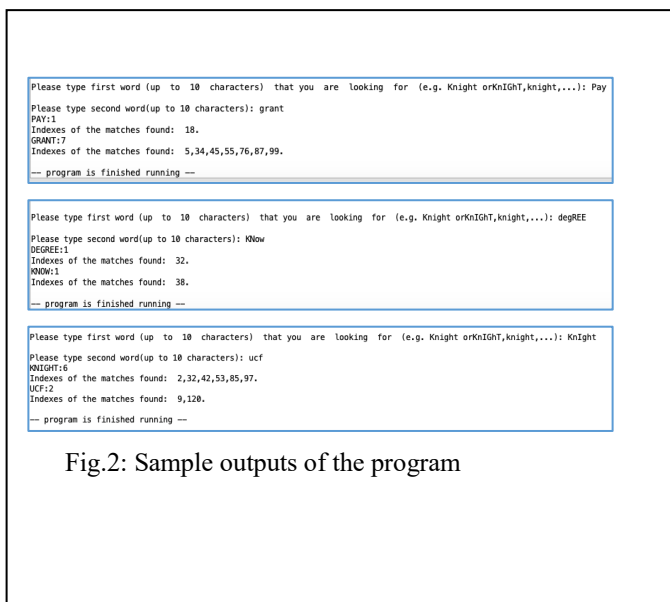 Please type first word (up to 10 characters) that you are looking for (e.g. Knight orKnIGhT,knight,...): Pay
Please type second word(up to 10 characters): grant
PAY:1
Indexes of the matches found: 18.
GRANT:7
Indexes of the matches found: 5,34,45,55,76,87,99.
-- program is finished running --
Please type first word (up to 10 characters) that you are looking for (e.g. Knight orKnIGhT,knight,...): degREE
Please type second word(up to 10 characters): KNow
DEGREE:1
Indexes of the matches found: 32.
KNOW:1
Indexes of the matches found: 38.
-- program is finished running --
Please type first word (up to 10 characters) that you are looking for (e.g. Knight orKnIGhT,knight,...): KnIght
Please type second word(up to 10 characters): ucf
KNIGHT:6
Indexes of the matches found: 2,32,42,53,85,97.
UCF:2
Indexes of the matches found: 9,120.
-- program is finished running --
Fig.2: Sample outputs of the program